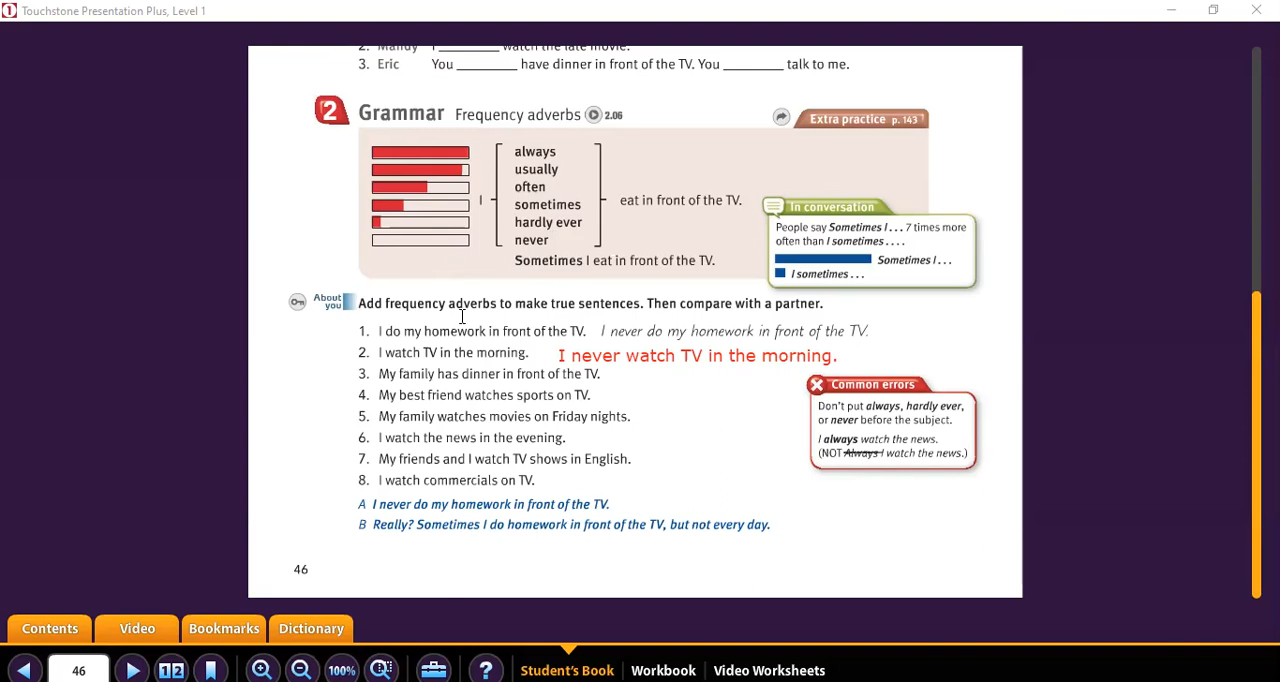 Touchstone Presentation Plus, Level 1
2. Mandy I ________ watch the late movie.
3. Eric You ________ have dinner in front of the TV. You ________ talk to me.
2 Grammar Frequency adverbs 2.06
Extra practice p. 143
always
usually
often
I sometimes eat in front of the TV.
hardly ever
never
Sometimes I eat in front of the TV.
In conversation
People say Sometimes I . . . 7 times more
often than I sometimes . . . .
Sometimes I . . .
I sometimes . . .
About you
Add frequency adverbs to make true sentences. Then compare with a partner.
1. I do my homework in front of the TV. I never do my homework in front of the TV.
2. I watch TV in the morning. I never watch TV in the morning.
3. My family has dinner in front of the TV.
4. My best friend watches sports on TV.
5. My family watches movies on Friday nights.
6. I watch the news in the evening.
7. My friends and I watch TV shows in English.
8. I watch commercials on TV.
Common errors
Don't put always, hardly ever,
or never before the subject.
I always watch the news.
(NOT Always I watch the news.)
A I never do my homework in front of the TV.
B Really? Sometimes I do homework in front of the TV, but not every day.
46
Contents Video Bookmarks Dictionary
46 12 100% ? Student's Book Workbook Video Worksheets